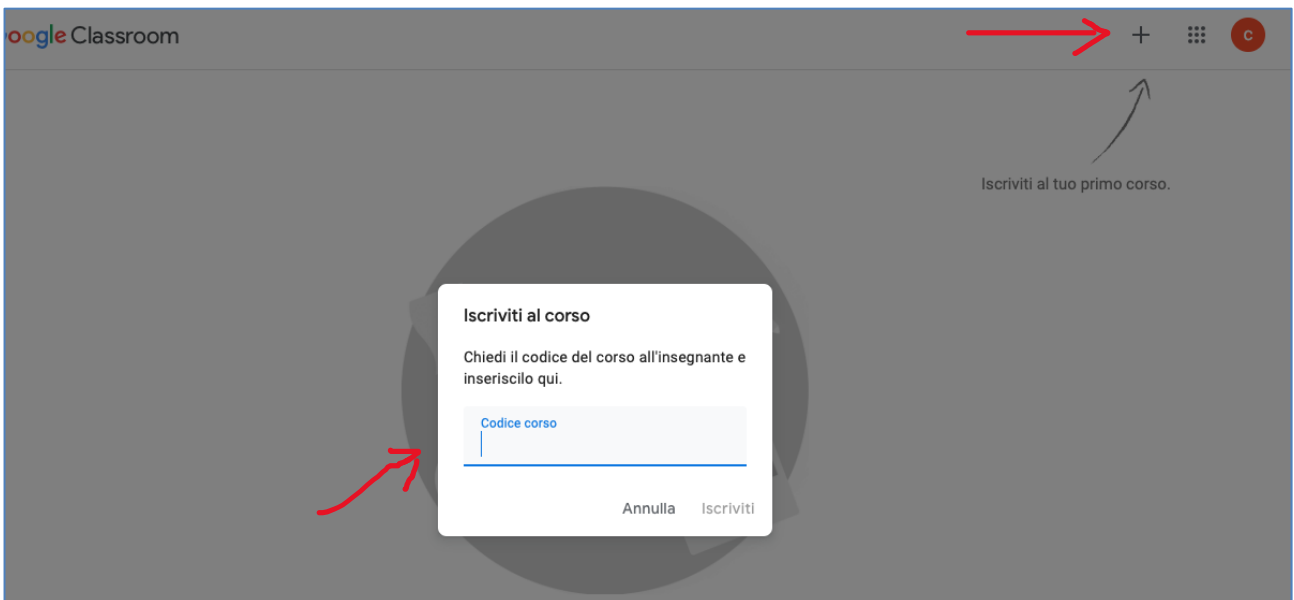 oogle Classroom
C
Iscriviti al tuo primo corso.
Iscriviti al corso
Chiedi il codice del corso all'insegnante e
inseriscilo qui.
Codice corso
Annulla Iscriviti